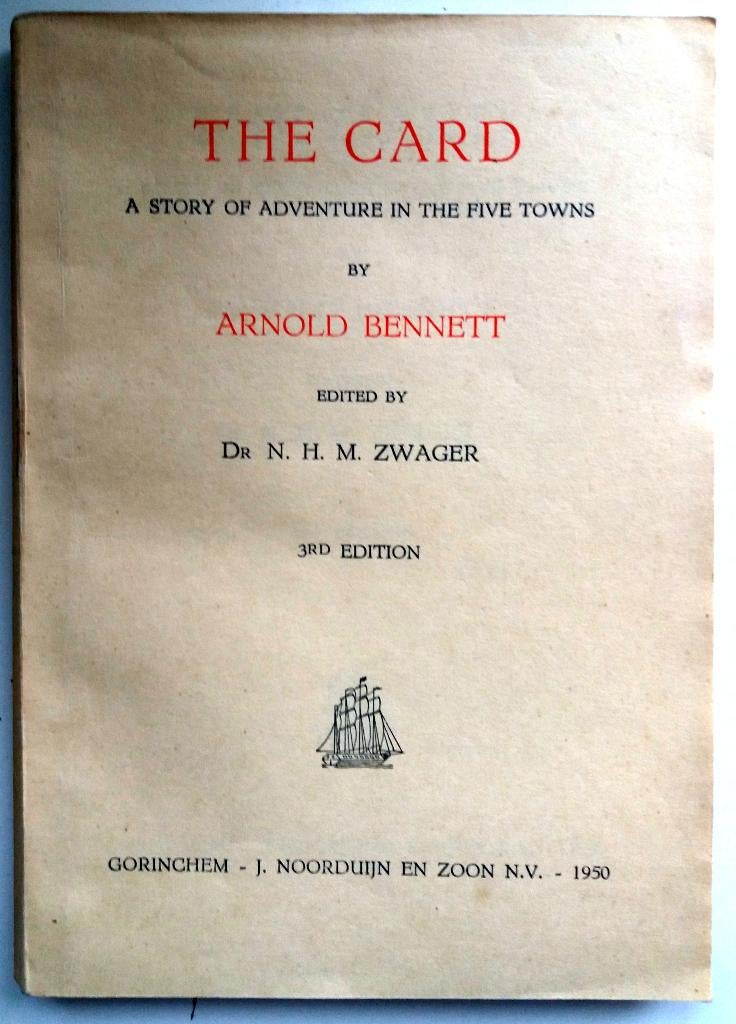 THE CARD
A STORY OF ADVENTURE IN THE FIVE TOWNS
BY
ARNOLD BENNETT
EDITED BY
DR N. H. M. ZWAGER
3RD EDITION
GORINCHEM - J. NOORDUIJN EN ZOON N.V. - 1950